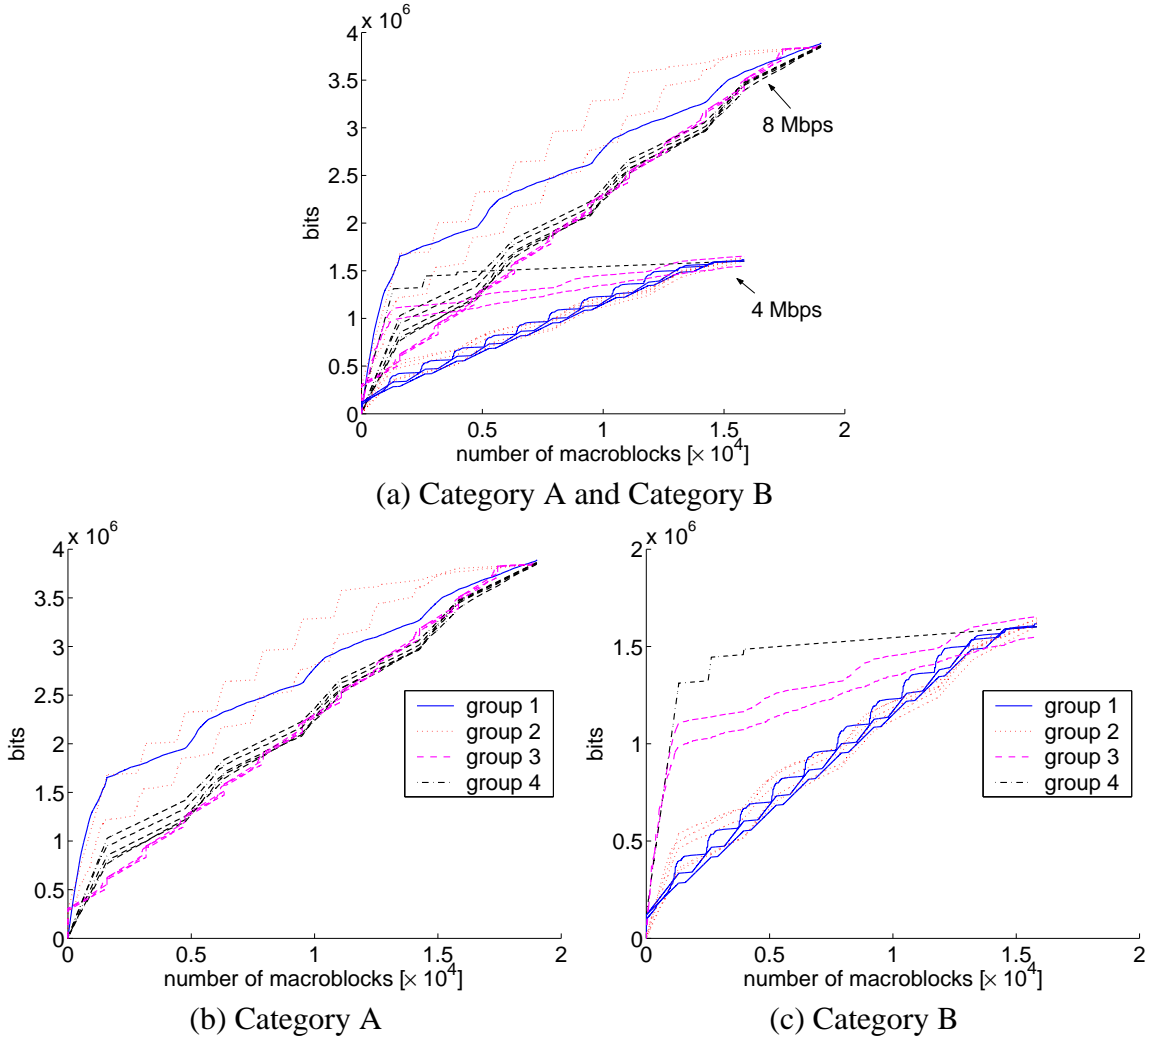 x 10^6
4
3.5
3
2.5
2
1.5
1
0.5
0
bits
8 Mbps
4 Mbps
0 0.5 1 1.5 2
number of macroblocks [× 10^4]
(a) Category A and Category B
x 10^6
4
3.5
3
2.5
2
1.5
1
0.5
0
bits
group 1
group 2
group 3
group 4
0 0.5 1 1.5 2
number of macroblocks [× 10^4]
(b) Category A
x 10^6
2
1.5
1
0.5
0
bits
group 1
group 2
group 3
group 4
0 0.5 1 1.5 2
number of macroblocks [× 10^4]
(c) Category B